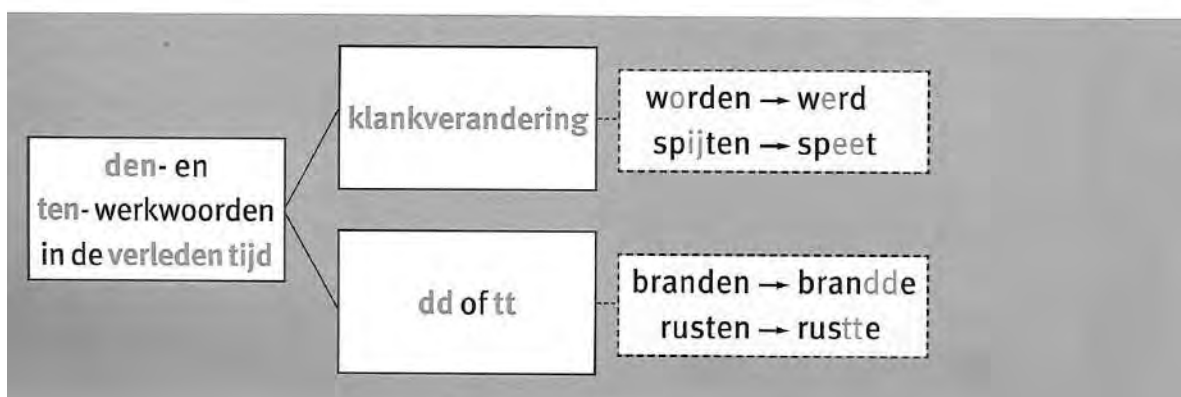 den- en
ten- werkwoorden
in de verleden tijd
klankverandering
worden → werd
spijten → speet
dd of tt
branden → brandde
rusten → rustte